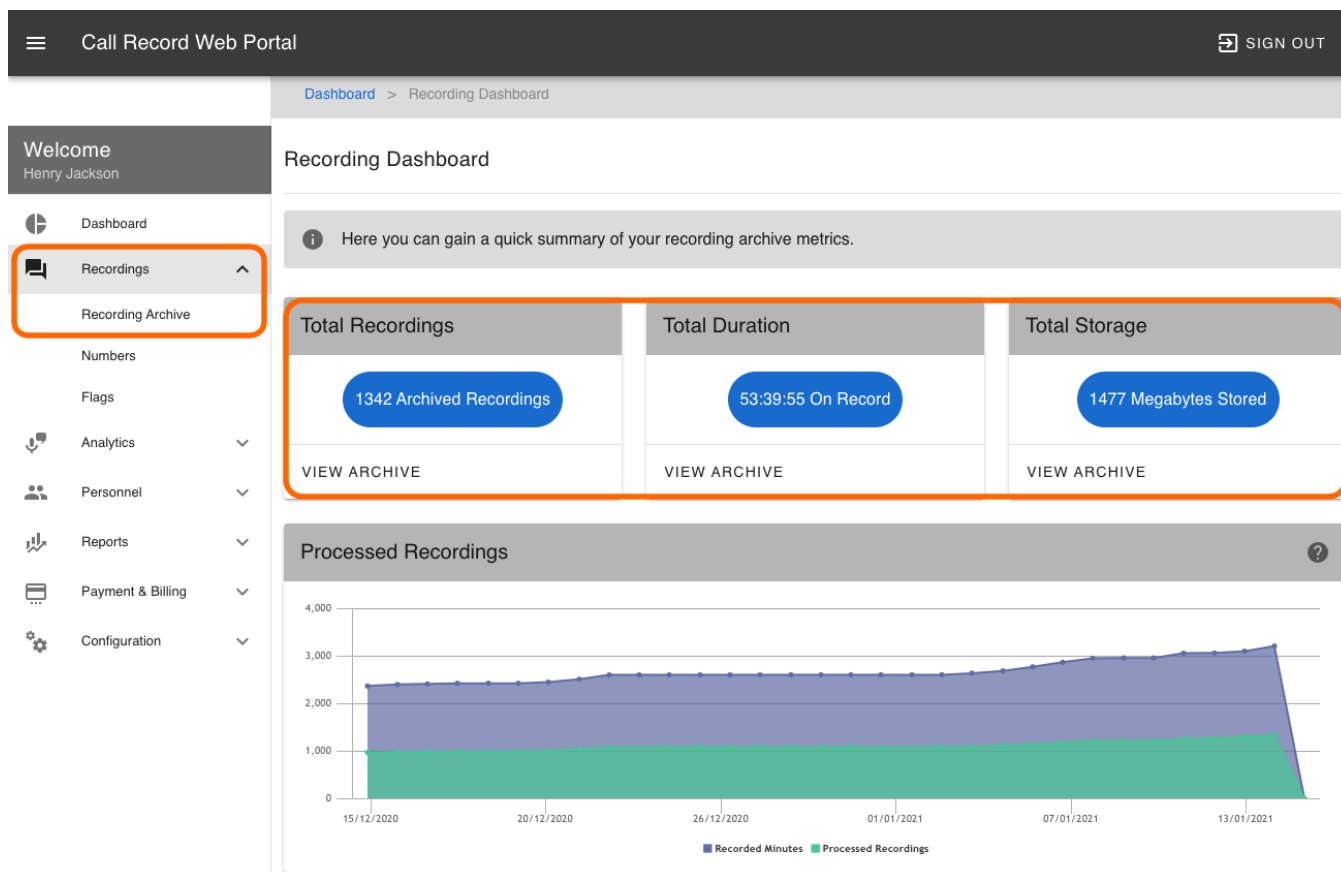 Call Record Web Portal
SIGN OUT
Dashboard > Recording Dashboard
Welcome
Henry Jackson
Dashboard
Recordings
Recording Archive
Numbers
Flags
Analytics
Personnel
Reports
Payment & Billing
Configuration
Recording Dashboard
Here you can gain a quick summary of your recording archive metrics.
Total Recordings
1342 Archived Recordings
VIEW ARCHIVE
Total Duration
53:39:55 On Record
VIEW ARCHIVE
Total Storage
1477 Megabytes Stored
VIEW ARCHIVE
Processed Recordings
4,000
3,000
2,000
1,000
0
15/12/2020 20/12/2020 26/12/2020 01/01/2021 07/01/2021 13/01/2021
Recorded Minutes Processed Recordings